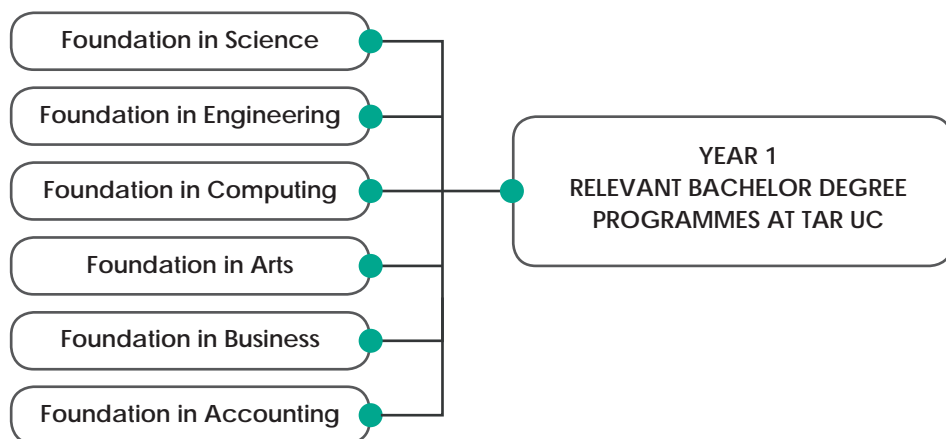 Foundation in Science
Foundation in Engineering
Foundation in Computing
Foundation in Arts
Foundation in Business
Foundation in Accounting
YEAR 1
RELEVANT BACHELOR DEGREE
PROGRAMMES AT TAR UC